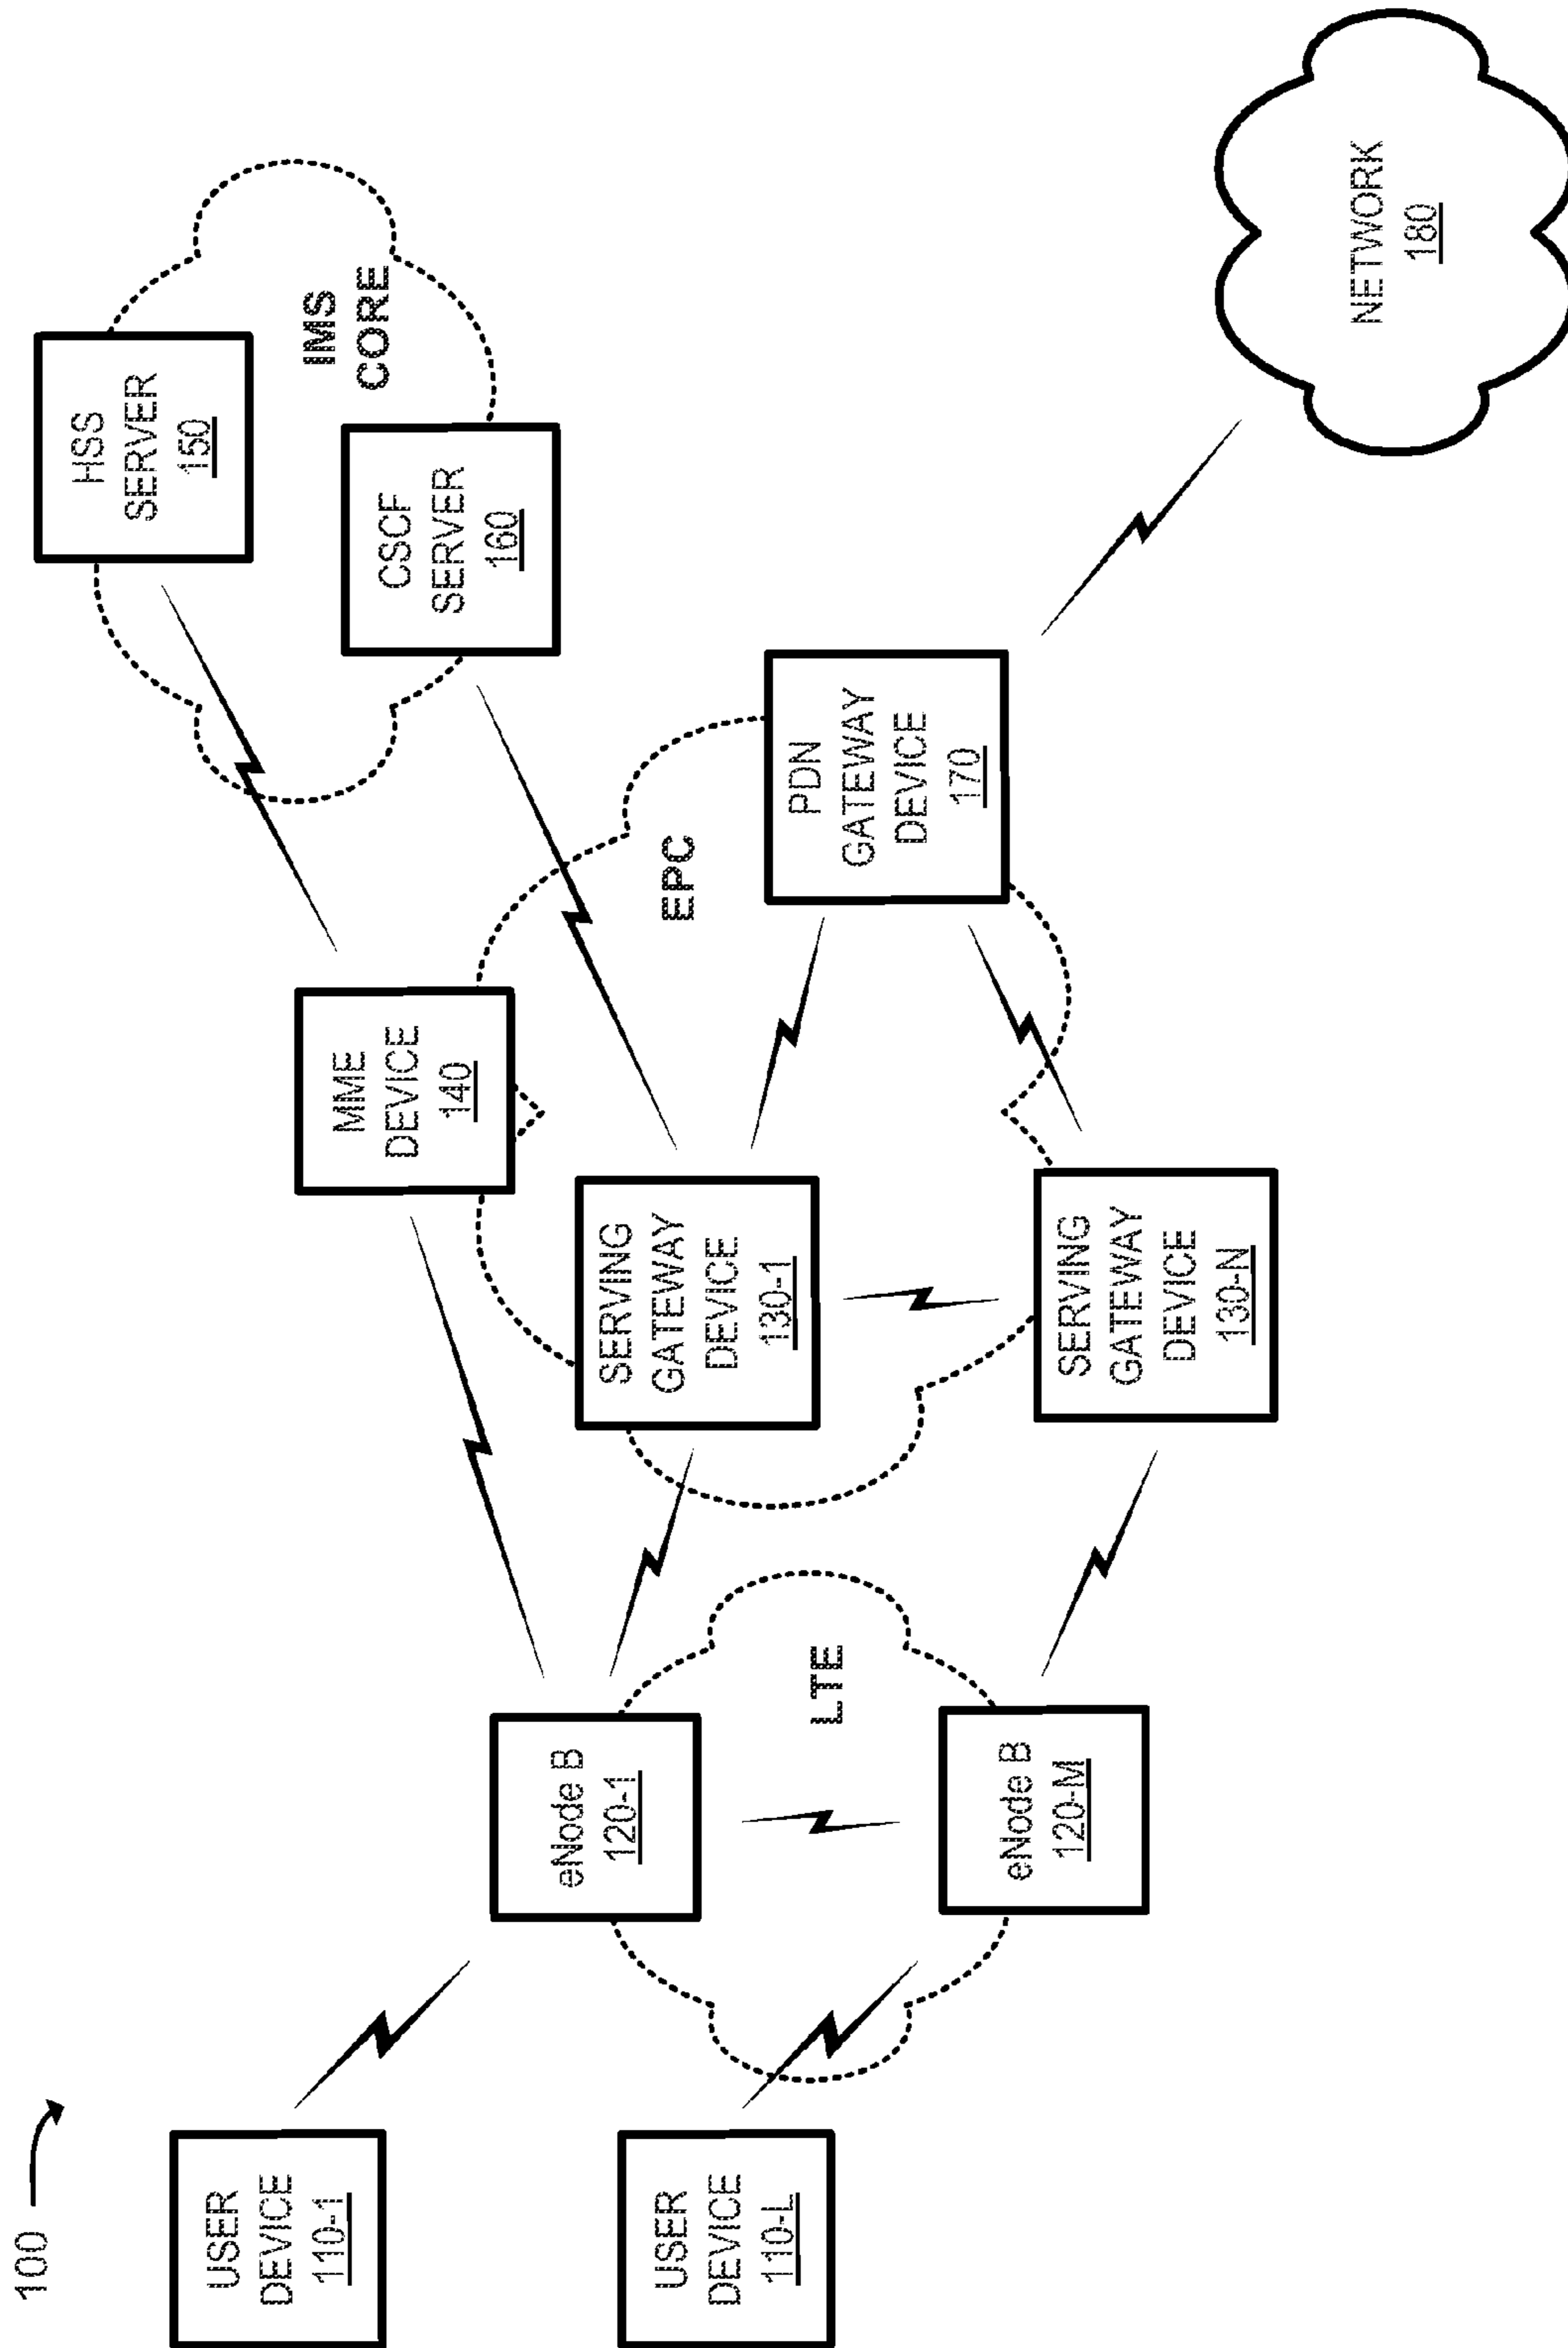 100
USER
DEVICE
110-1
USER
DEVICE
110-L
eNode B
120-1
eNode B
120-M
LTE
MME
DEVICE
140
SERVING
GATEWAY
DEVICE
130-1
SERVING
GATEWAY
DEVICE
130-N
EPC
PDN
GATEWAY
DEVICE
170
HSS
SERVER
150
CSCF
SERVER
160
IMS
CORE
NETWORK
180